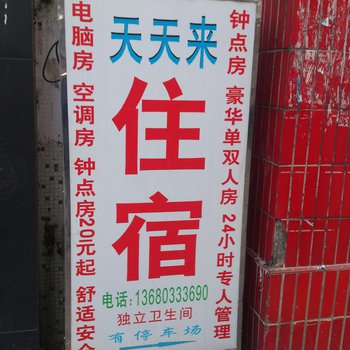 天天来
住宿
电话:13680333690
独立卫生间
有停车场
电脑房 空调房 钟点房20元起 舒适安全
钟点房 豪华单双人房 24小时专人管理